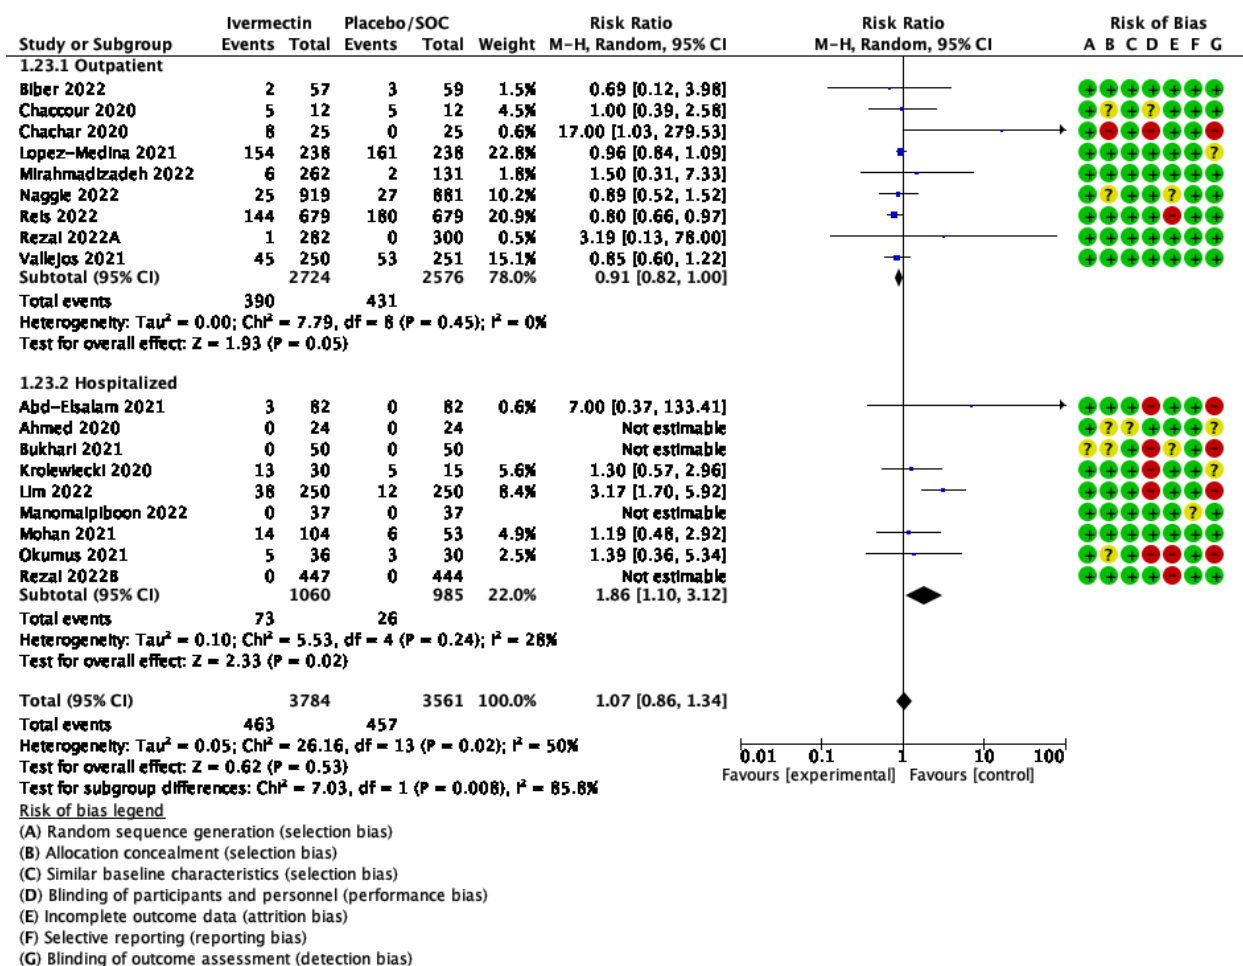 Ivermectin Placebo/SOC Risk Ratio Risk Ratio Risk of Bias
Study or Subgroup Events Total Events Total Weight M-H, Random, 95% CI M-H, Random, 95% CI A B C D E F G
1.23.1 Outpatient
Biber 2022 2 57 3 59 1.5% 0.69 [0.12, 3.98] + + + + + + +
Chaccour 2020 5 12 5 12 4.5% 1.00 [0.39, 2.58] + ? + ? + + +
Chachar 2020 8 25 0 25 0.6% 17.00 [1.03, 279.53] + - + - + + -
Lopez-Medina 2021 154 238 161 238 22.8% 0.96 [0.84, 1.09] + + + + + + ?
Mirahmadizadeh 2022 6 262 2 131 1.8% 1.50 [0.31, 7.33] + + + + + + +
Naggie 2022 25 919 27 881 10.2% 0.89 [0.52, 1.52] + ? + + ? + +
Reis 2022 144 679 180 679 20.9% 0.80 [0.66, 0.97] + + + + - + +
Rezai 2022A 1 282 0 300 0.5% 3.19 [0.13, 78.00] + + + + + + +
Vallejos 2021 45 250 53 251 15.1% 0.85 [0.60, 1.22] + + + + + + +
Subtotal (95% CI) 2724 2576 78.0% 0.91 [0.82, 1.00]
Total events 390 431
Heterogeneity: Tau² = 0.00; Chi² = 7.79, df = 8 (P = 0.45); I² = 0%
Test for overall effect: Z = 1.93 (P = 0.05)
1.23.2 Hospitalized
Abd-Elsalam 2021 3 82 0 82 0.6% 7.00 [0.37, 133.41] + + + - + + -
Ahmed 2020 0 24 0 24 Not estimable + ? ? + + + ?
Bukhari 2021 0 50 0 50 Not estimable ? ? + - ? + -
Krolewiecki 2020 13 30 5 15 5.6% 1.30 [0.57, 2.96] + + + - + + ?
Lim 2022 38 250 12 250 8.4% 3.17 [1.70, 5.92] + + + - + + -
Manomaipiboon 2022 0 37 0 37 Not estimable + + + + + ? +
Mohan 2021 14 104 6 53 4.9% 1.19 [0.48, 2.92] + + + + + + +
Okumus 2021 5 36 3 30 2.5% 1.39 [0.36, 5.34] + ? + - - + -
Rezai 2022B 0 447 0 444 Not estimable + + + + - + +
Subtotal (95% CI) 1060 985 22.0% 1.86 [1.10, 3.12]
Total events 73 26
Heterogeneity: Tau² = 0.10; Chi² = 5.53, df = 4 (P = 0.24); I² = 28%
Test for overall effect: Z = 2.33 (P = 0.02)
Total (95% CI) 3784 3561 100.0% 1.07 [0.86, 1.34]
Total events 463 457
Heterogeneity: Tau² = 0.05; Chi² = 26.16, df = 13 (P = 0.02); I² = 50%
Test for overall effect: Z = 0.62 (P = 0.53)
Test for subgroup differences: Chi² = 7.03, df = 1 (P = 0.008), I² = 85.8%
0.01 0.1 1 10 100
Favours [experimental] Favours [control]
Risk of bias legend
(A) Random sequence generation (selection bias)
(B) Allocation concealment (selection bias)
(C) Similar baseline characteristics (selection bias)
(D) Blinding of participants and personnel (performance bias)
(E) Incomplete outcome data (attrition bias)
(F) Selective reporting (reporting bias)
(G) Blinding of outcome assessment (detection bias)